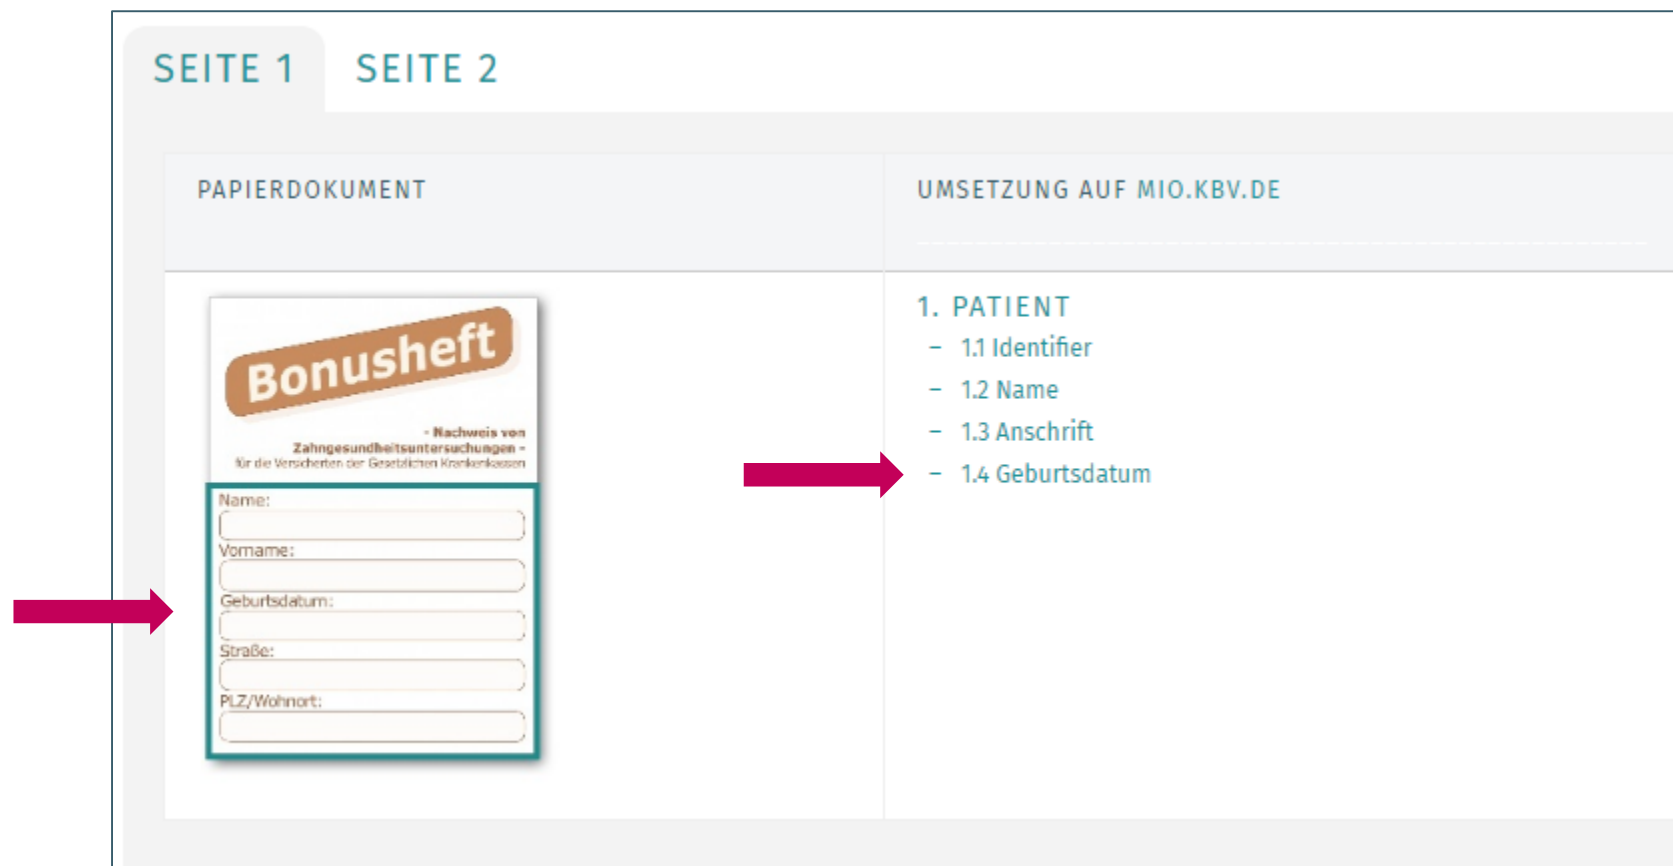 SEITE 1 SEITE 2
PAPIERDOKUMENT
UMSETZUNG AUF MIO.KBV.DE
Bonusheft
- Nachweis von
Zahngesundheitsuntersuchungen -
für die Versicherten der Gesetzlichen Krankenkassen
Name:
Vorname:
Geburtsdatum:
Straße:
PLZ/Wohnort:
1. PATIENT
– 1.1 Identifier
– 1.2 Name
– 1.3 Anschrift
– 1.4 Geburtsdatum